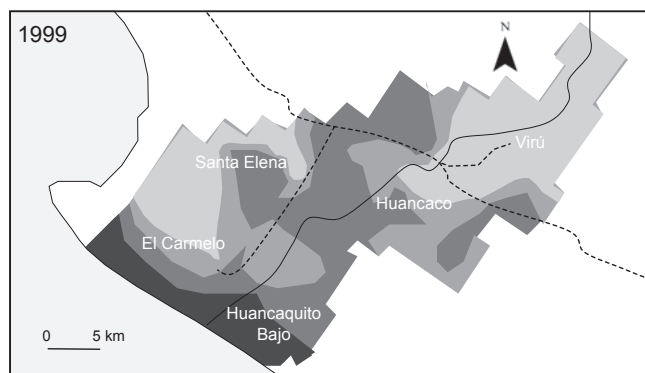 1999
N
Virú
Santa Elena
Huancaco
El Carmelo
Huancaquito
Bajo
0 5 km